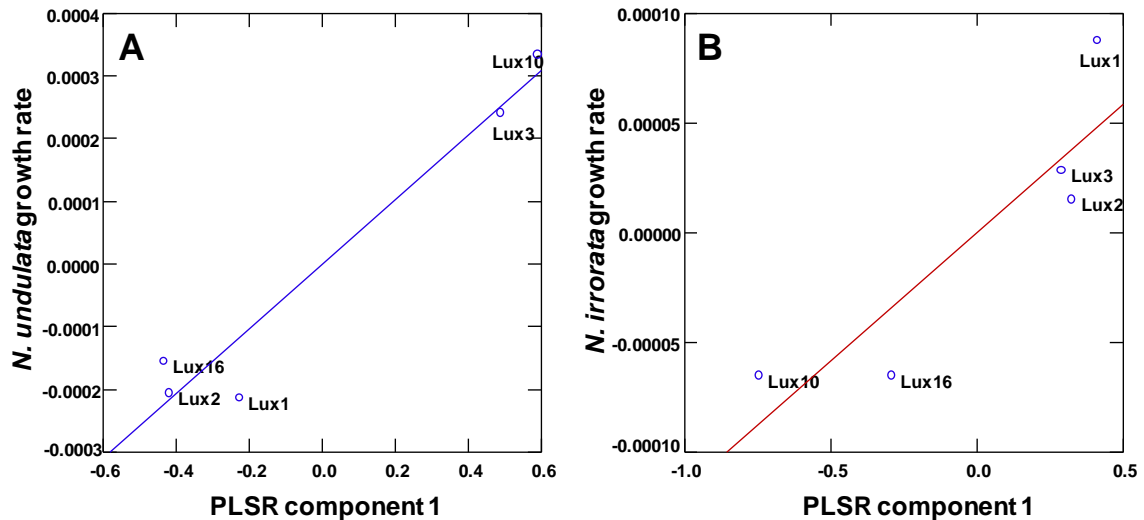 A
N. undulata growth rate
0.0004
0.0003
0.0002
0.0001
0.0000
-0.0001
-0.0002
-0.0003
Lux10
Lux3
Lux16
Lux2
Lux1
-0.6
-0.4
-0.2
0.0
0.2
0.4
0.6
PLSR component 1
B
N. irrorata growth rate
0.00010
0.00005
0.00000
-0.00005
-0.00010
Lux1
Lux3
Lux2
Lux10
Lux16
-1.0
-0.5
0.0
0.5
PLSR component 1